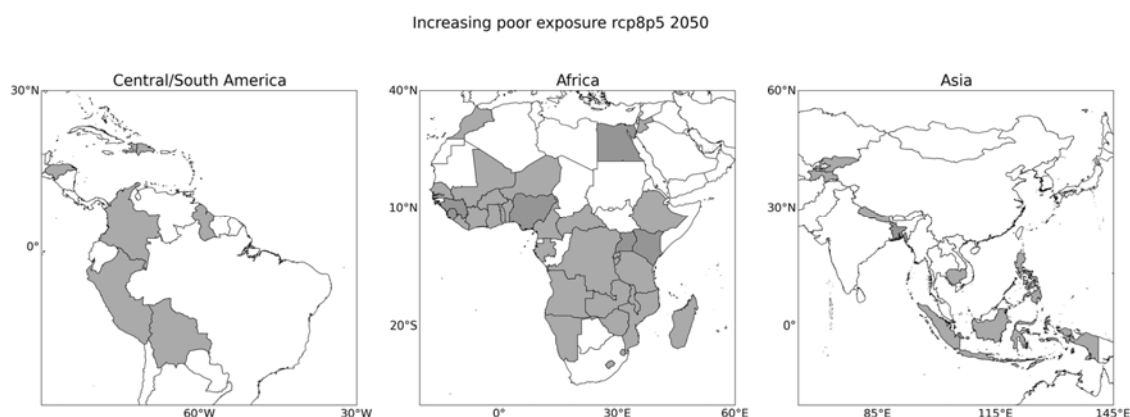 Increasing poor exposure rcp8p5 2050
Central/South America
Africa
Asia
30°N
0°
60°W
30°W
40°N
10°N
20°S
0°
30°E
60°E
60°N
30°N
0°
85°E
115°E
145°E